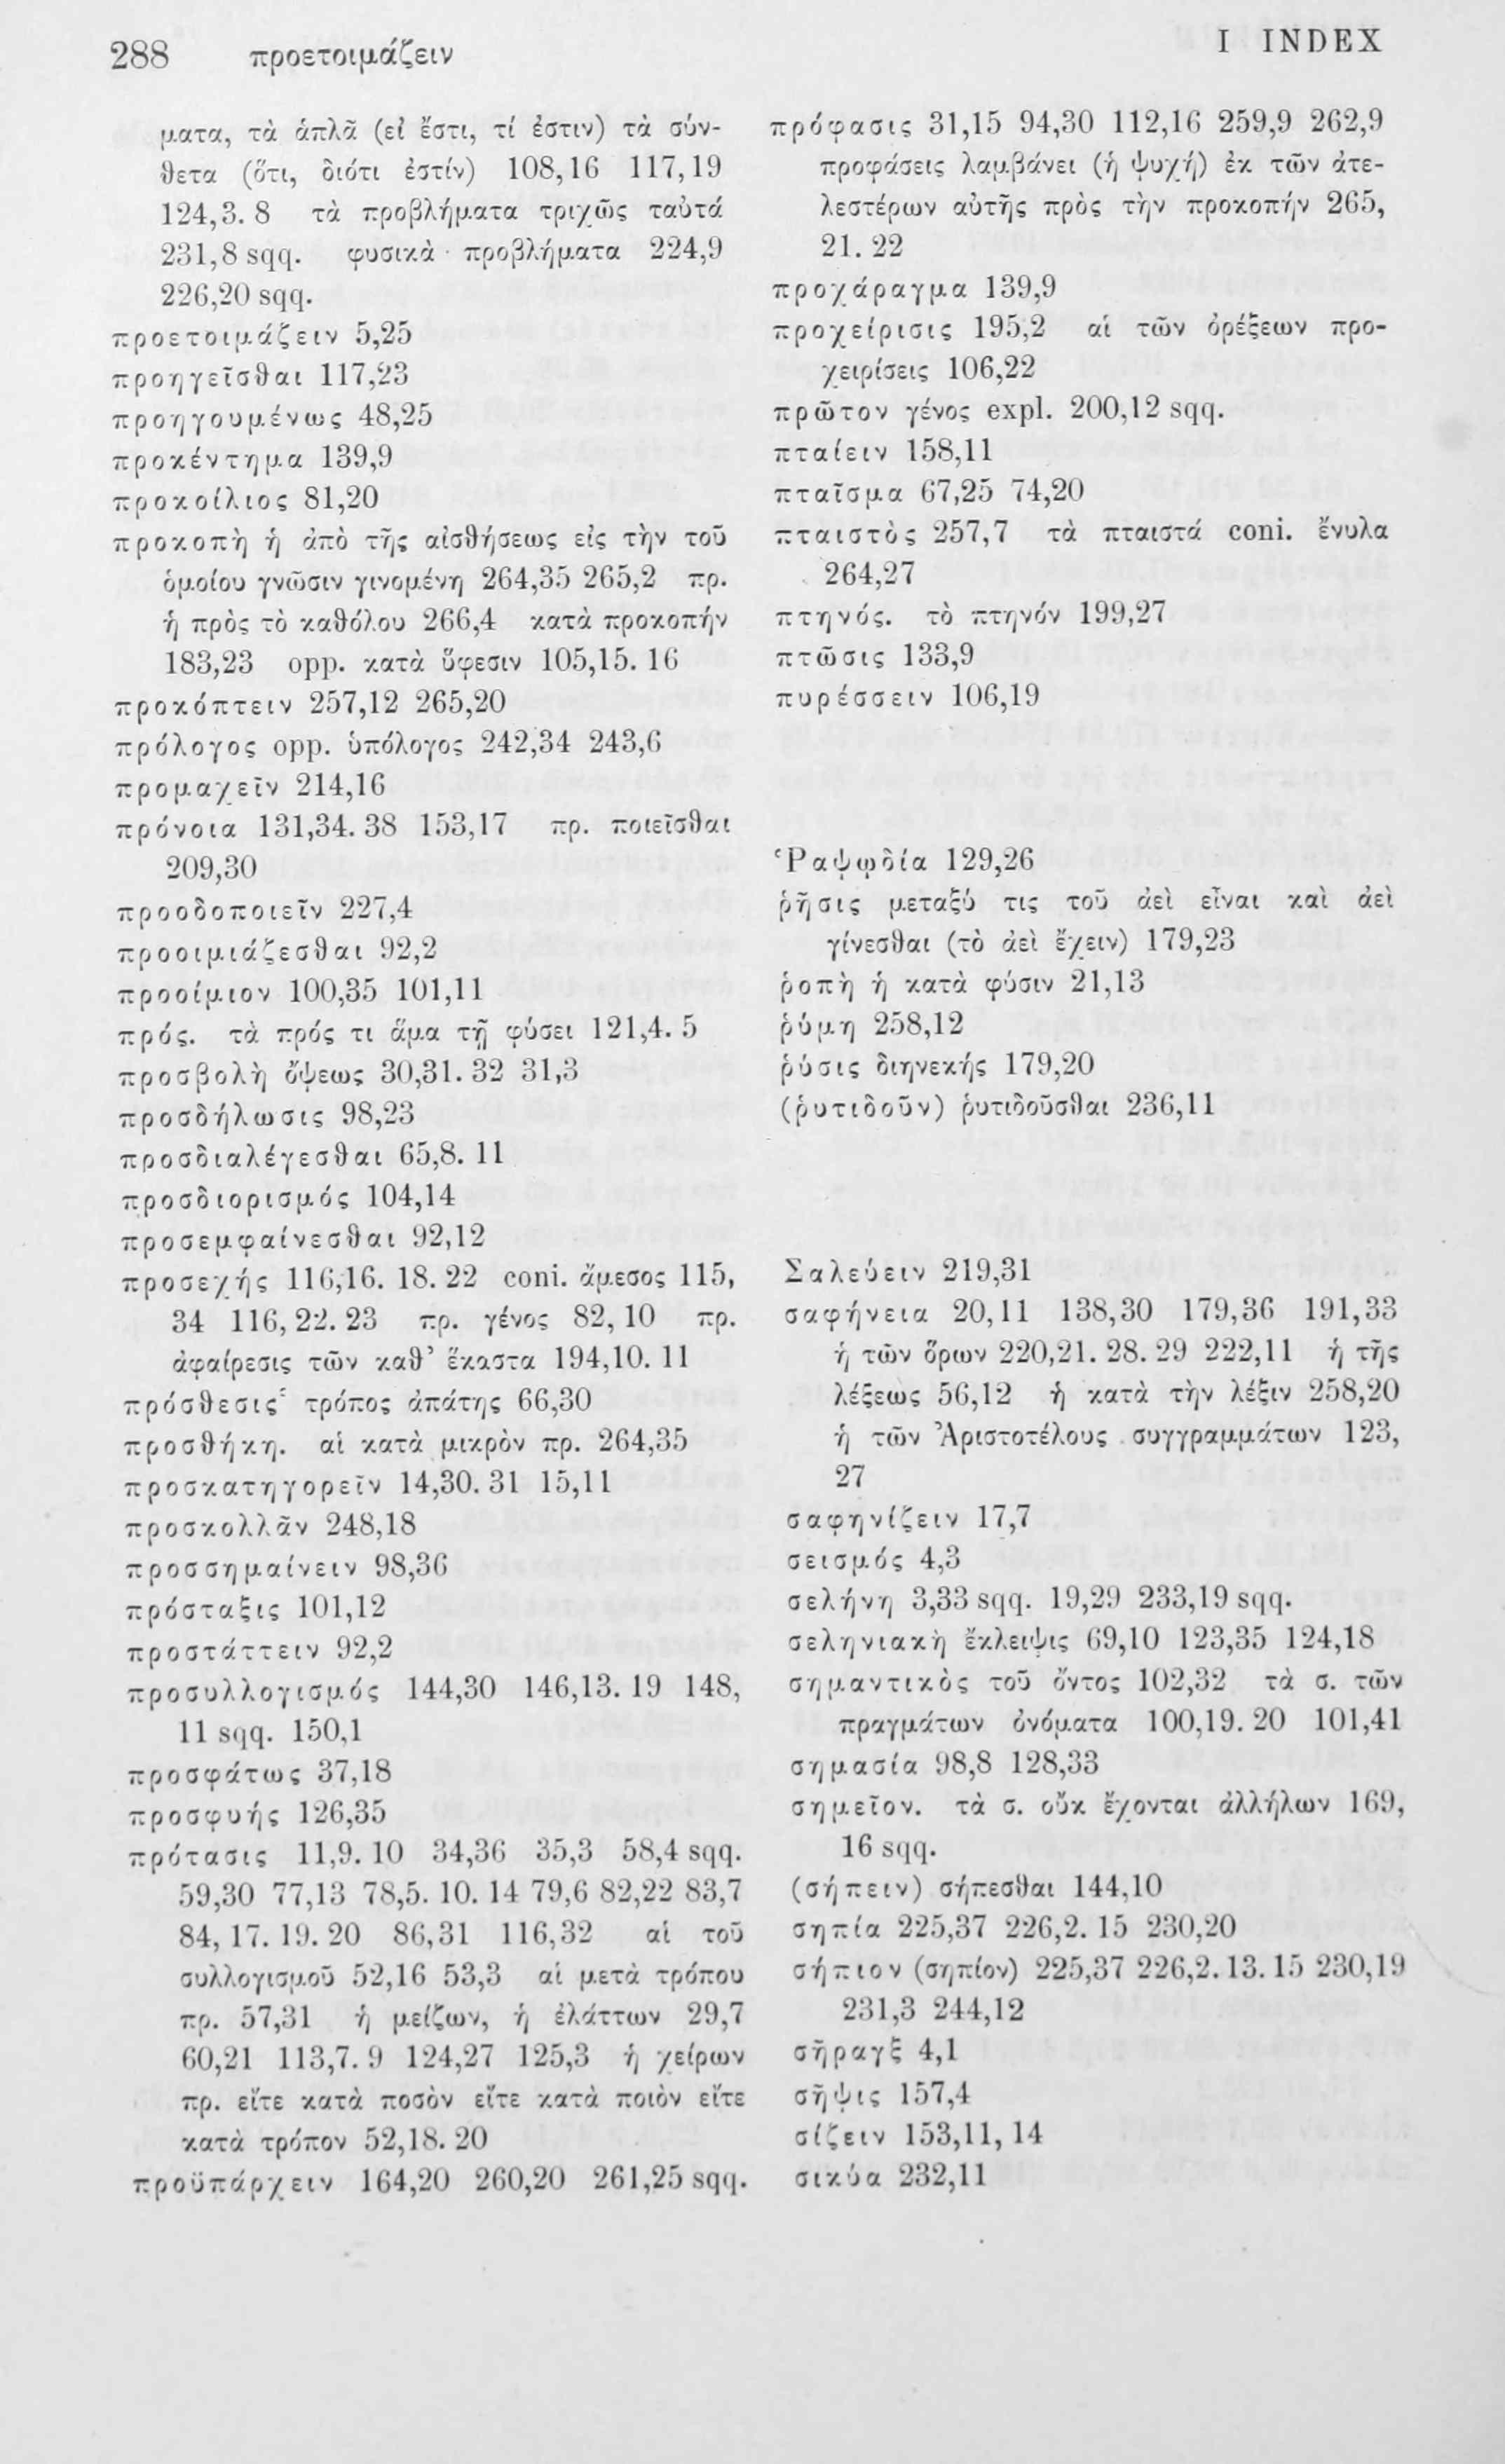 288 προετοιμάζειν I INDEX
ματα, τὰ ἁπλᾶ (εἰ ἔστι, τί ἐστιν) τὰ σύν-
θετα (ὅτι, διότι ἐστίν) 108,16 117,19
124,3. 8 τὰ προβλήματα τριχῶς ταὐτά
231,8 sqq. φυσικὰ προβλήματα 224,9
226,20 sqq.
προετοιμάζειν 5,25
προηγεῖσθαι 117,23
προηγουμένως 48,25
προκέντημα 139,9
προκοίλιος 81,20
προκοπὴ ἡ ἀπὸ τῆς αἰσθήσεως εἰς τὴν τοῦ
ὁμοίου γνῶσιν γινομένη 264,35 265,2 πρ.
ἡ πρὸς τὸ καθόλου 266,4 κατὰ προκοπήν
183,23 opp. κατὰ ὕφεσιν 105,15. 16
προκόπτειν 257,12 265,20
πρόλογος opp. ὑπόλογος 242,34 243,6
προμαχεῖν 214,16
πρόνοια 131,34. 38 153,17 πρ. ποιεῖσθαι
209,30
προοδοποιεῖν 227,4
προοιμιάζεσθαι 92,2
προοίμιον 100,35 101,11
πρός. τὰ πρός τι ἅμα τῇ φύσει 121,4. 5
προσβολὴ ὄψεως 30,31. 32 31,3
προσδήλωσις 98,23
προσδιαλέγεσθαι 65,8. 11
προσδιορισμός 104,14
προσεμφαίνεσθαι 92,12
προσεχής 116,16. 18. 22 coni. ἄμεσος 115,
34 116, 22. 23 πρ. γένος 82, 10 πρ.
ἀφαίρεσις τῶν καθ’ ἕκαστα 194,10. 11
πρόσθεσις τρόπος ἀπάτης 66,30
προσθήκη. αἱ κατὰ μικρὸν πρ. 264,35
προσκατηγορεῖν 14,30. 31 15,11
προσκολλᾶν 248,18
προσσημαίνειν 98,36
πρόσταξις 101,12
προστάττειν 92,2
προσυλλογισμός 144,30 146,13. 19 148,
11 sqq. 150,1
προσφάτως 37,18
προσφυής 126,35
πρότασις 11,9. 10 34,36 35,3 58,4 sqq.
59,30 77,13 78,5. 10. 14 79,6 82,22 83,7
84, 17. 19. 20 86,31 116,32 αἱ τοῦ
συλλογισμοῦ 52,16 53,3 αἱ μετὰ τρόπου
πρ. 57,31 ἡ μείζων, ἡ ἐλάττων 29,7
60,21 113,7. 9 124,27 125,3 ἡ χείρων
πρ. εἴτε κατὰ ποσὸν εἴτε κατὰ ποιὸν εἴτε
κατὰ τρόπον 52,18. 20
προϋπάρχειν 164,20 260,20 261,25 sqq.
πρόφασις 31,15 94,30 112,16 259,9 262,9
προφάσεις λαμβάνει (ἡ ψυχή) ἐκ τῶν ἀτε-
λεστέρων αὐτῆς πρὸς τὴν προκοπήν 265,
21. 22
προχάραγμα 139,9
προχείρισις 195,2 αἱ τῶν ὀρέξεων προ-
χειρίσεις 106,22
πρῶτον γένος expl. 200,12 sqq.
πταίειν 158,11
πταῖσμα 67,25 74,20
πταιστὸς 257,7 τὰ πταιστά coni. ἔνυλα
264,27
πτηνός. τὸ πτηνόν 199,27
πτῶσις 133,9
πυρέσσειν 106,19
Ῥαψῳδία 129,26
ῥῆσις μεταξύ τις τοῦ ἀεὶ εἶναι καὶ ἀεὶ
γίνεσθαι (τὸ ἀεὶ ἔχειν) 179,23
ῥοπὴ ἡ κατὰ φύσιν 21,13
ῥύμη 258,12
ῥύσις διηνεκής 179,20
(ῥυτιδοῦν) ῥυτιδοῦσθαι 236,11
Σαλεύειν 219,31
σαφήνεια 20,11 138,30 179,36 191,33
ἡ τῶν ὅρων 220,21. 28. 29 222,11 ἡ τῆς
λέξεως 56,12 ἡ κατὰ τὴν λέξιν 258,20
ἡ τῶν Ἀριστοτέλους συγγραμμάτων 123,
27
σαφηνίζειν 17,7
σεισμός 4,3
σελήνη 3,33 sqq. 19,29 233,19 sqq.
σεληνιακὴ ἔκλειψις 69,10 123,35 124,18
σημαντικὸς τοῦ ὄντος 102,32 τὰ σ. τῶν
πραγμάτων ὀνόματα 100,19. 20 101,41
σημασία 98,8 128,33
σημεῖον. τὰ σ. οὔκ ἔχονται ἀλλήλων 169,
16 sqq.
(σήπειν) σήπεσθαι 144,10
σηπία 225,37 226,2. 15 230,20
σήπιον (σηπίον) 225,37 226,2. 13. 15 230,19
231,3 244,12
σῆραγξ 4,1
σῆψις 157,4
σίζειν 153,11, 14
σικύα 232,11